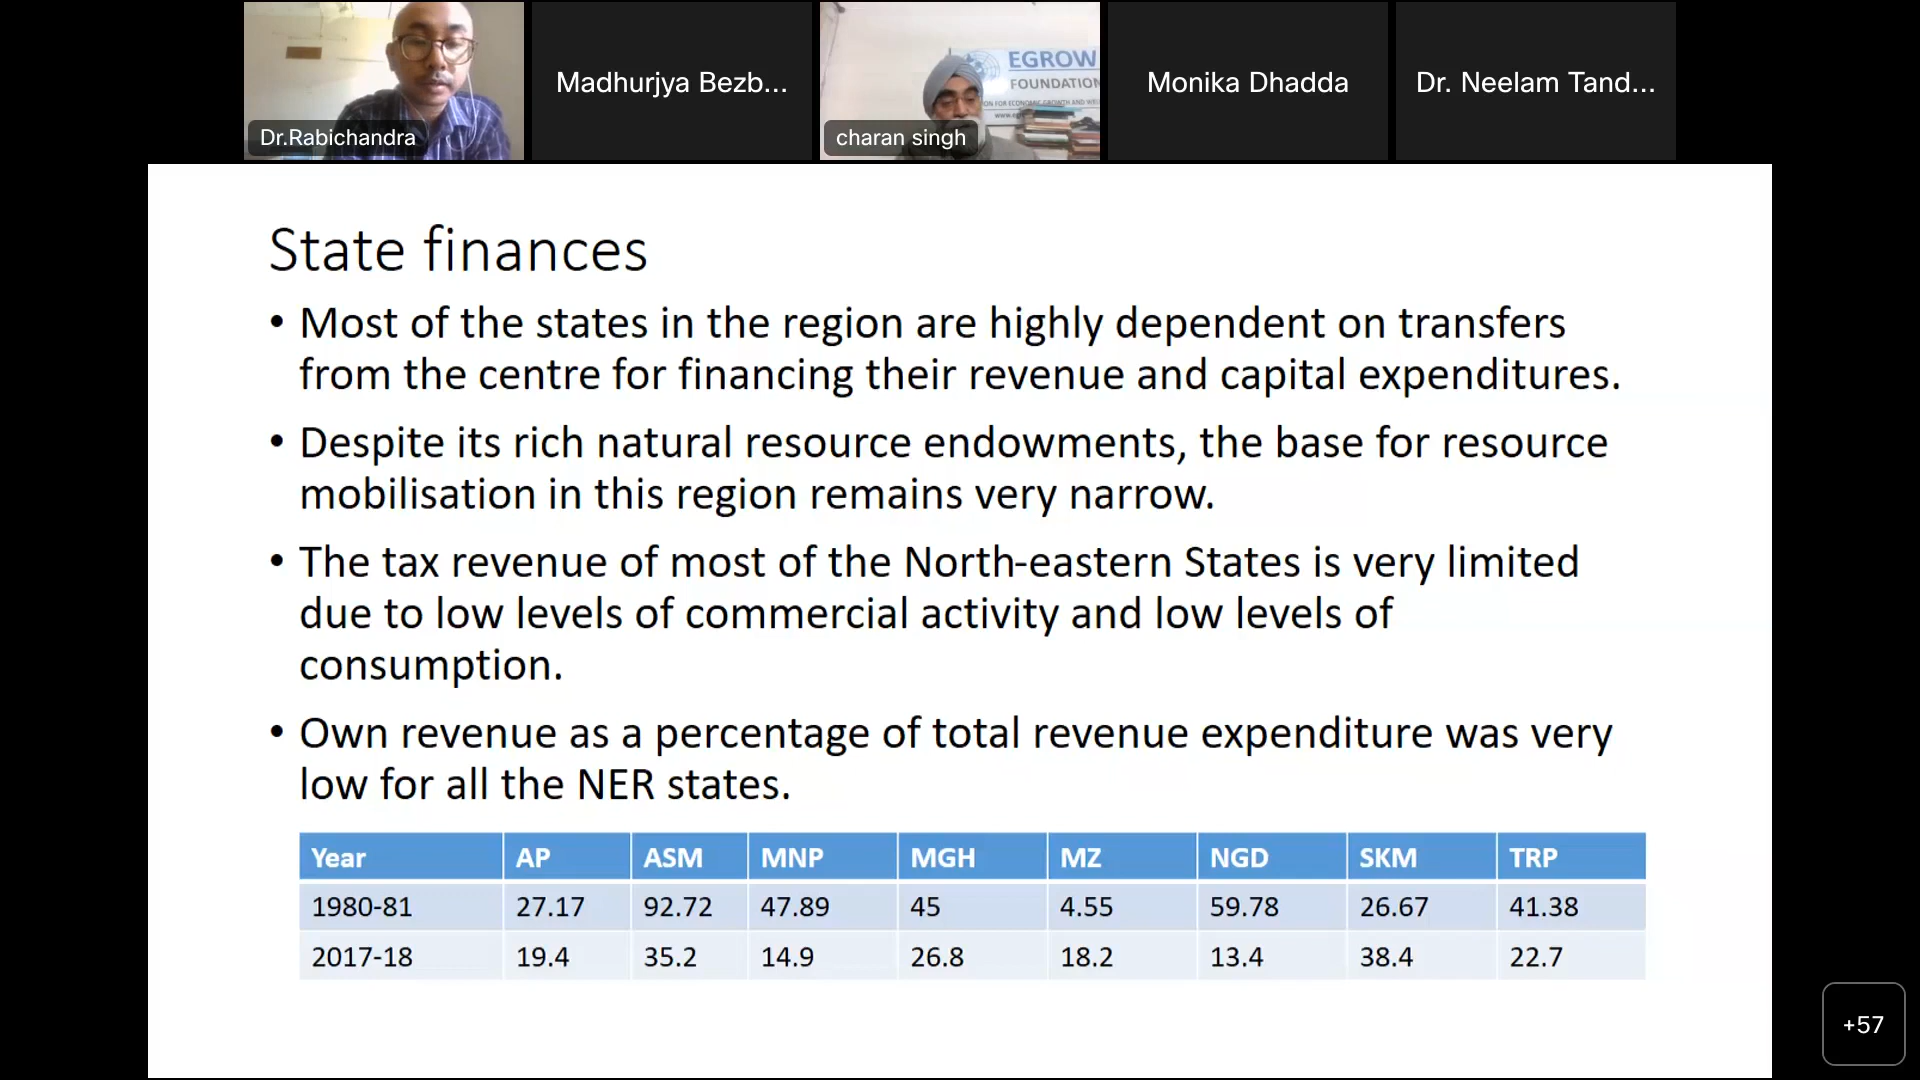 Dr.Rabichandra
Madhurjya Bezb...
EGROW
FOUNDATION
charan singh
Monika Dhadda
Dr. Neelam Tand...
State finances
• Most of the states in the region are highly dependent on transfers
from the centre for financing their revenue and capital expenditures.
• Despite its rich natural resource endowments, the base for resource
mobilisation in this region remains very narrow.
• The tax revenue of most of the North-eastern States is very limited
due to low levels of commercial activity and low levels of
consumption.
• Own revenue as a percentage of total revenue expenditure was very
low for all the NER states.
Year AP ASM MNP MGH MZ NGD SKM TRP
1980-81 27.17 92.72 47.89 45 4.55 59.78 26.67 41.38
2017-18 19.4 35.2 14.9 26.8 18.2 13.4 38.4 22.7
+57